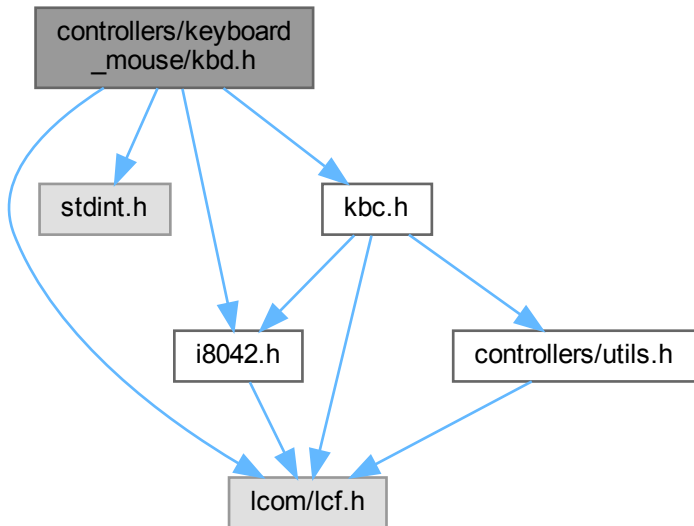 controllers/keyboard
_mouse/kbd.h
stdint.h
kbc.h
i8042.h
controllers/utils.h
lcom/lcf.h